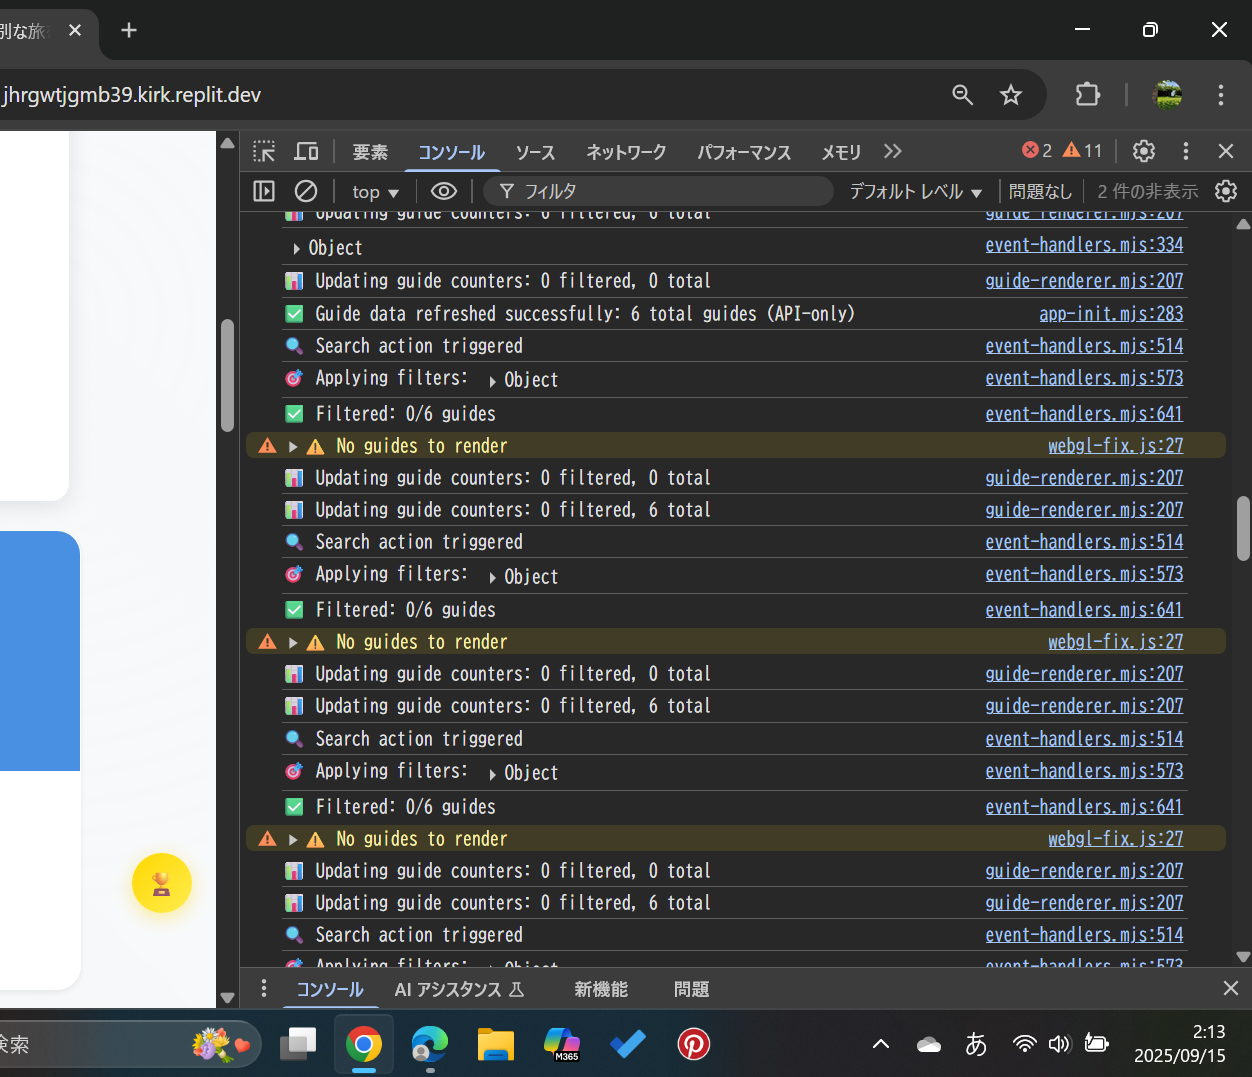 別な旅
jhrgwtjgmb39.kirk.replit.dev
要素 コンソール ソース ネットワーク パフォーマンス メモリ 2 11
top フィルタ デフォルト レベル 問題なし 2 件の非表示
Updating guide counters: 0 filtered, 6 total guide-renderer.mjs:207
Object event-handlers.mjs:334
Updating guide counters: 0 filtered, 0 total guide-renderer.mjs:207
Guide data refreshed successfully: 6 total guides (API-only) app-init.mjs:283
Search action triggered event-handlers.mjs:514
Applying filters: Object event-handlers.mjs:573
Filtered: 0/6 guides event-handlers.mjs:641
No guides to render webgl-fix.js:27
Updating guide counters: 0 filtered, 0 total guide-renderer.mjs:207
Updating guide counters: 0 filtered, 6 total guide-renderer.mjs:207
Search action triggered event-handlers.mjs:514
Applying filters: Object event-handlers.mjs:573
Filtered: 0/6 guides event-handlers.mjs:641
No guides to render webgl-fix.js:27
Updating guide counters: 0 filtered, 0 total guide-renderer.mjs:207
Updating guide counters: 0 filtered, 6 total guide-renderer.mjs:207
Search action triggered event-handlers.mjs:514
Applying filters: Object event-handlers.mjs:573
Filtered: 0/6 guides event-handlers.mjs:641
No guides to render webgl-fix.js:27
Updating guide counters: 0 filtered, 0 total guide-renderer.mjs:207
Updating guide counters: 0 filtered, 6 total guide-renderer.mjs:207
Search action triggered event-handlers.mjs:514
Applying filters: Object event-handlers.mjs:573
コンソール AI アシスタンス 新機能 問題
検索 M365 あ 2:13
2025/09/15